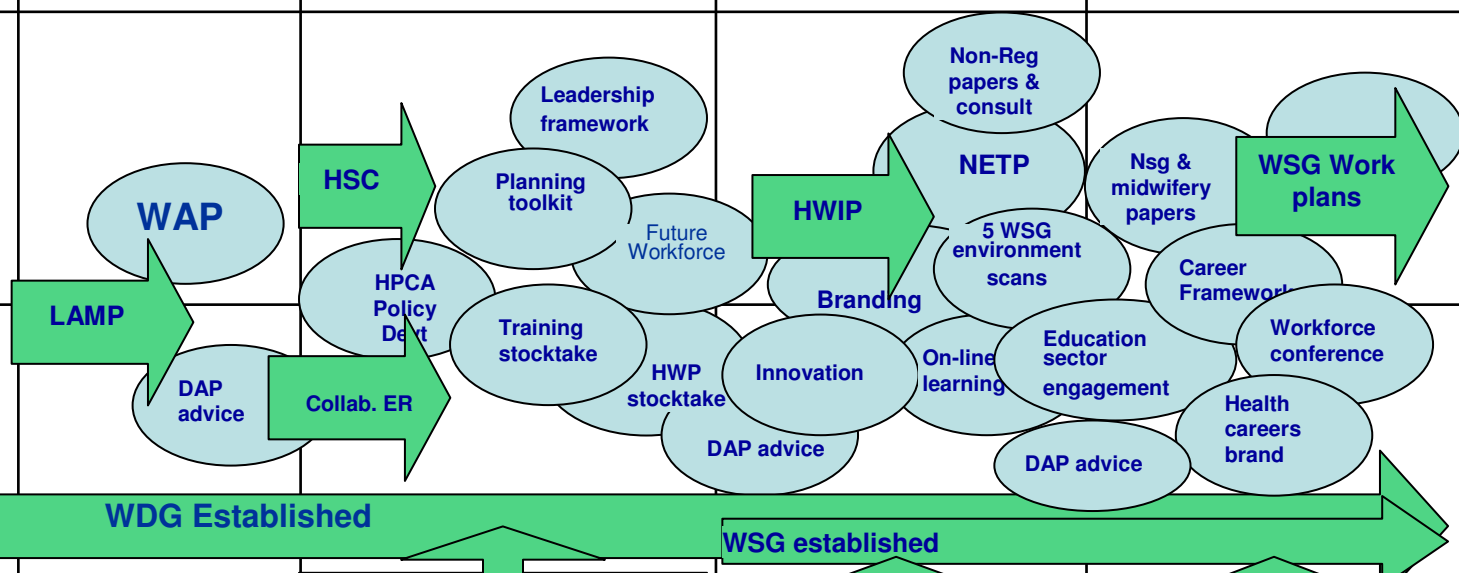 Non-Reg
papers &
consult
Leadership
framework
NETP
Nsg &
midwifery
papers
WSG Work
plans
HSC
Planning
toolkit
WAP
HWIP
Future
Workforce
5 WSG
environment
scans
HPCA
Policy
Devt
Career
Framework
Branding
LAMP
Training
stocktake
Education
sector
engagement
Workforce
conference
On-line
learning
HWP
stocktake
Innovation
DAP
advice
Collab. ER
Health
careers
brand
DAP advice
DAP advice
WDG Established
WSG established